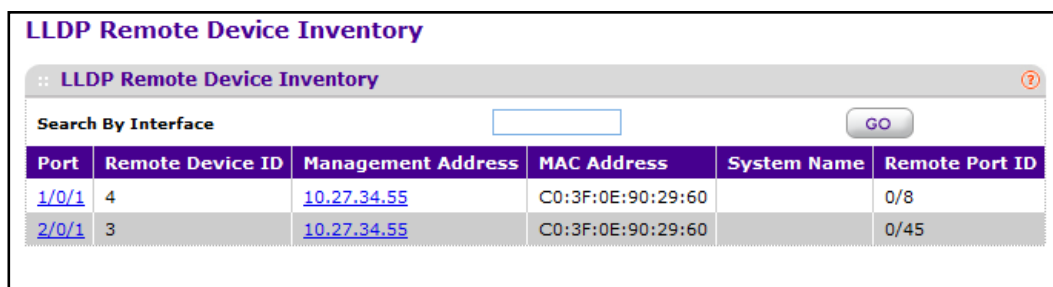 LLDP Remote Device Inventory
LLDP Remote Device Inventory ?
Search By Interface GO
Port Remote Device ID Management Address MAC Address System Name Remote Port ID
1/0/1 4 10.27.34.55 C0:3F:0E:90:29:60 0/8
2/0/1 3 10.27.34.55 C0:3F:0E:90:29:60 0/45